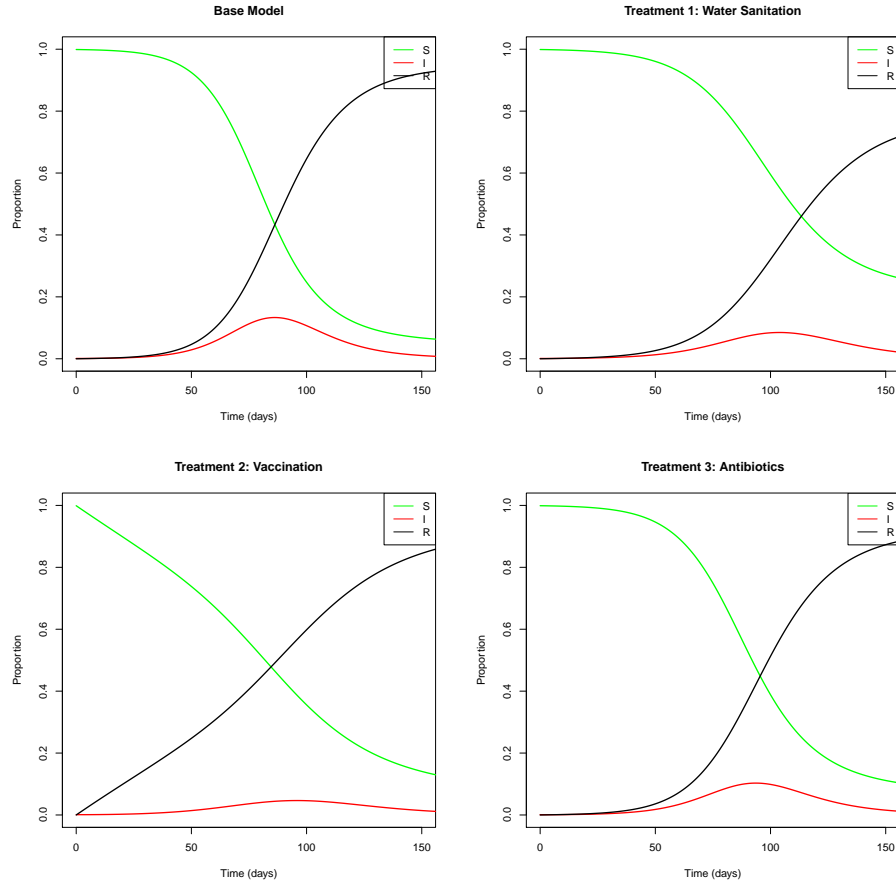 Base Model
Proportion
1.0
0.8
0.6
0.4
0.2
0.0
S
I
R
0
50
100
150
Time (days)
Treatment 1: Water Sanitation
Proportion
1.0
0.8
0.6
0.4
0.2
0.0
S
I
R
0
50
100
150
Time (days)
Treatment 2: Vaccination
Proportion
1.0
0.8
0.6
0.4
0.2
0.0
S
I
R
0
50
100
150
Time (days)
Treatment 3: Antibiotics
Proportion
1.0
0.8
0.6
0.4
0.2
0.0
S
I
R
0
50
100
150
Time (days)